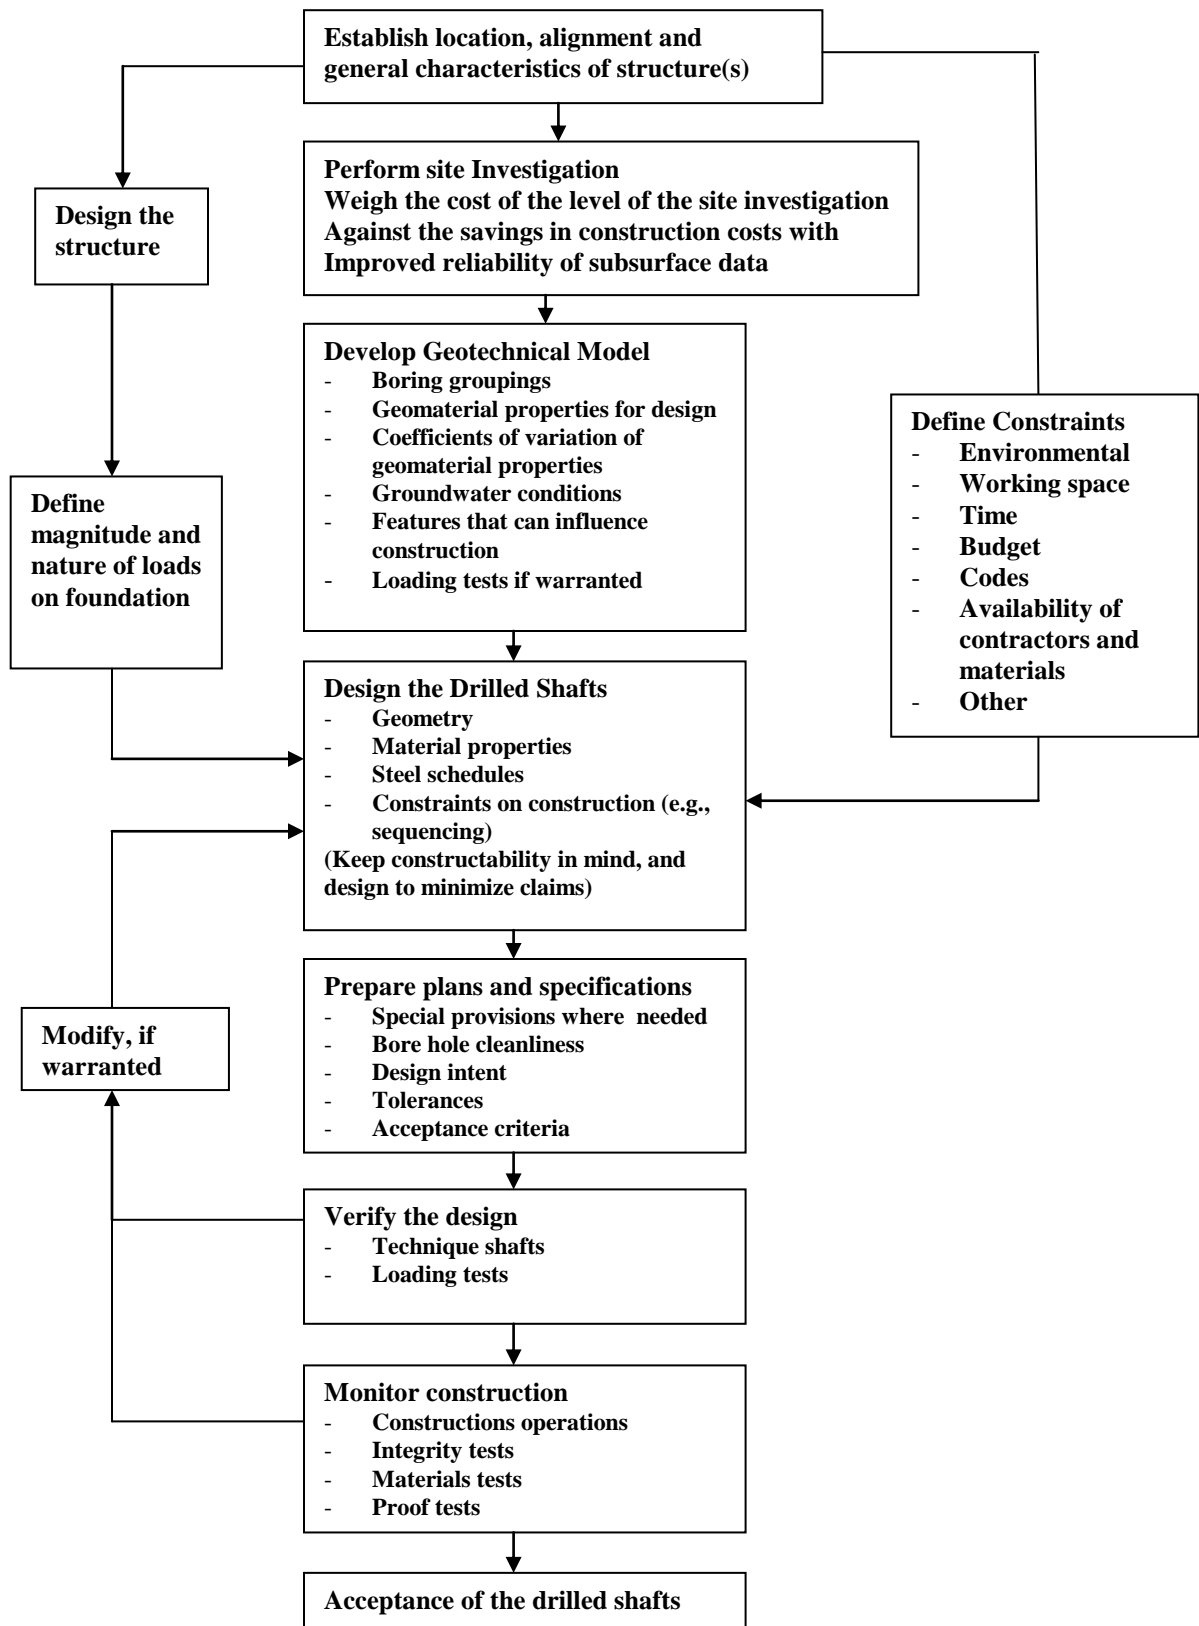 Establish location, alignment and
general characteristics of structure(s)
Perform site Investigation
Weigh the cost of the level of the site investigation
Against the savings in construction costs with
Improved reliability of subsurface data
Design the
structure
Develop Geotechnical Model
- Boring groupings
- Geomaterial properties for design
- Coefficients of variation of
geomaterial properties
- Groundwater conditions
- Features that can influence
construction
- Loading tests if warranted
Define Constraints
- Environmental
- Working space
- Time
- Budget
- Codes
- Availability of
contractors and
materials
- Other
Define
magnitude and
nature of loads
on foundation
Design the Drilled Shafts
- Geometry
- Material properties
- Steel schedules
- Constraints on construction (e.g.,
sequencing)
(Keep constructability in mind, and
design to minimize claims)
Prepare plans and specifications
- Special provisions where  needed
- Bore hole cleanliness
- Design intent
- Tolerances
- Acceptance criteria
Modify, if
warranted
Verify the design
- Technique shafts
- Loading tests
Monitor construction
- Constructions operations
- Integrity tests
- Materials tests
- Proof tests
Acceptance of the drilled shafts